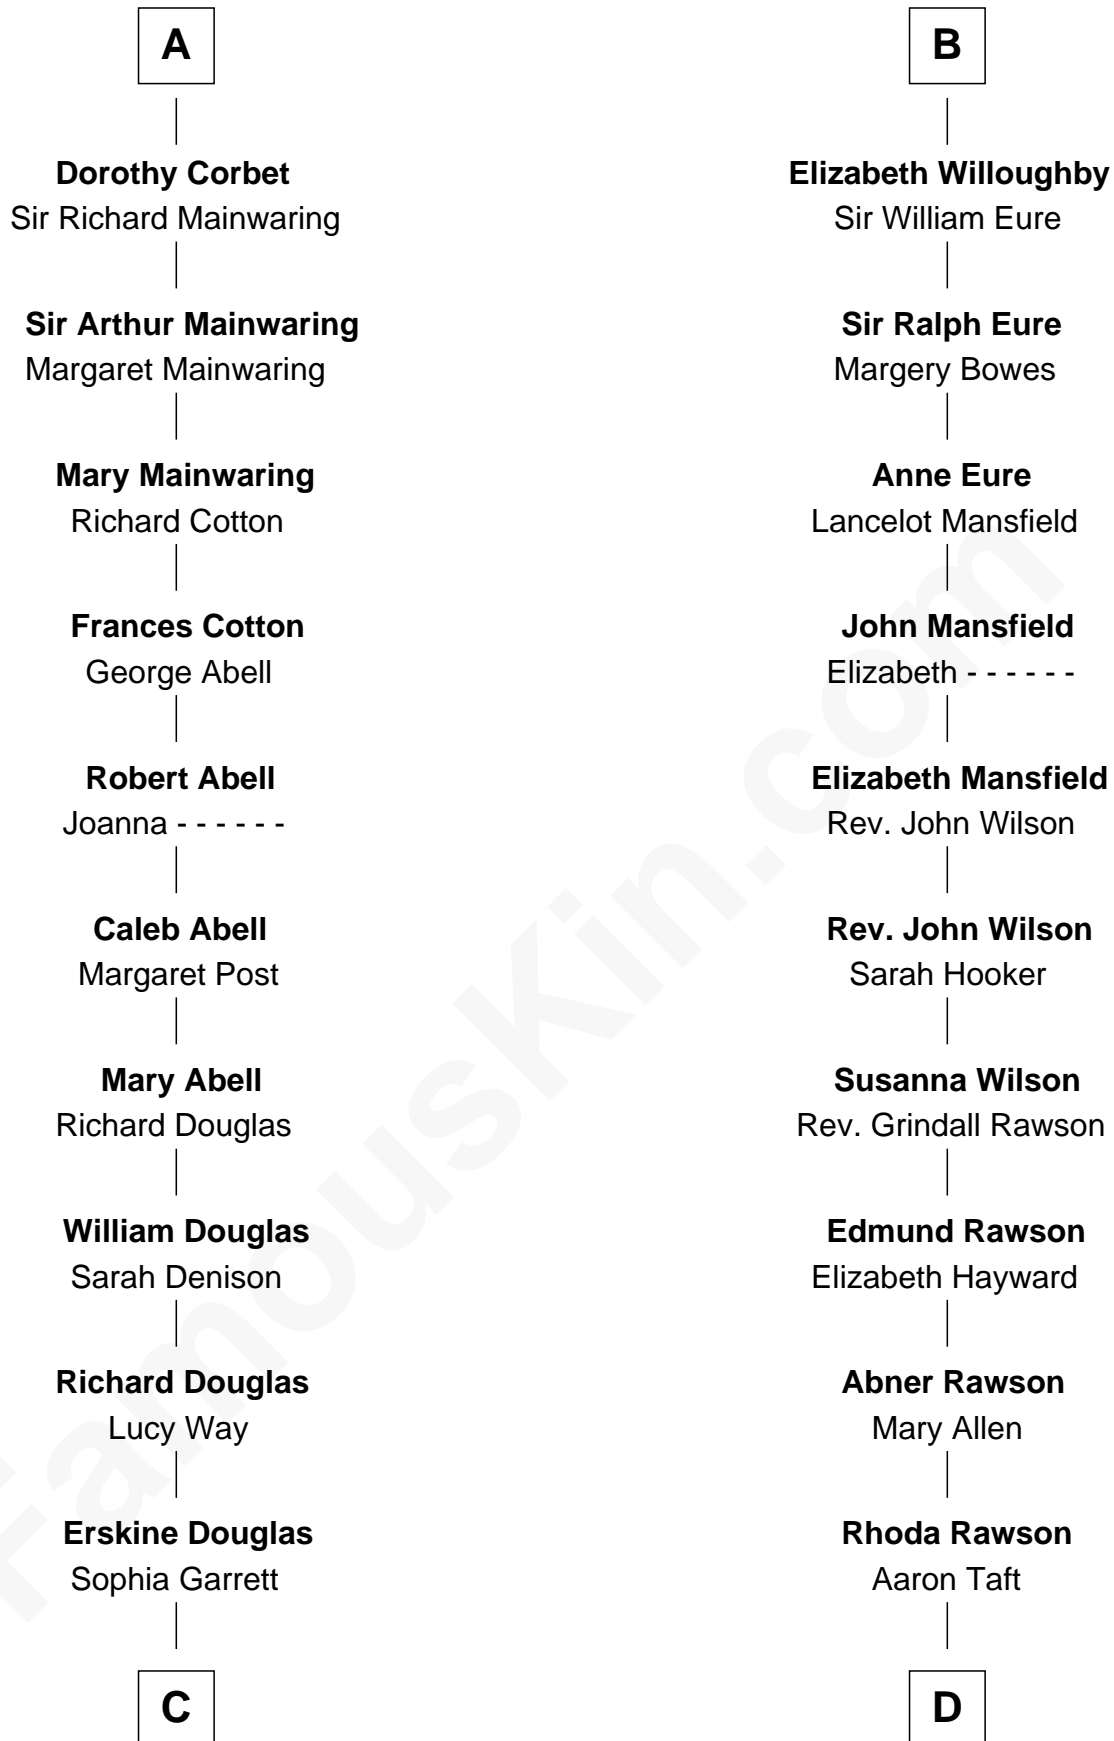 A
Dorothy Corbet
Sir Richard Mainwaring
Sir Arthur Mainwaring
Margaret Mainwaring
Mary Mainwaring
Richard Cotton
Frances Cotton
George Abell
Robert Abell
Joanna - - - - - -
Caleb Abell
Margaret Post
Mary Abell
Richard Douglas
William Douglas
Sarah Denison
Richard Douglas
Lucy Way
Erskine Douglas
Sophia Garrett
C
B
Elizabeth Willoughby
Sir William Eure
Sir Ralph Eure
Margery Bowes
Anne Eure
Lancelot Mansfield
John Mansfield
Elizabeth - - - - - -
Elizabeth Mansfield
Rev. John Wilson
Rev. John Wilson
Sarah Hooker
Susanna Wilson
Rev. Grindall Rawson
Edmund Rawson
Elizabeth Hayward
Abner Rawson
Mary Allen
Rhoda Rawson
Aaron Taft
D
FamousKin.com